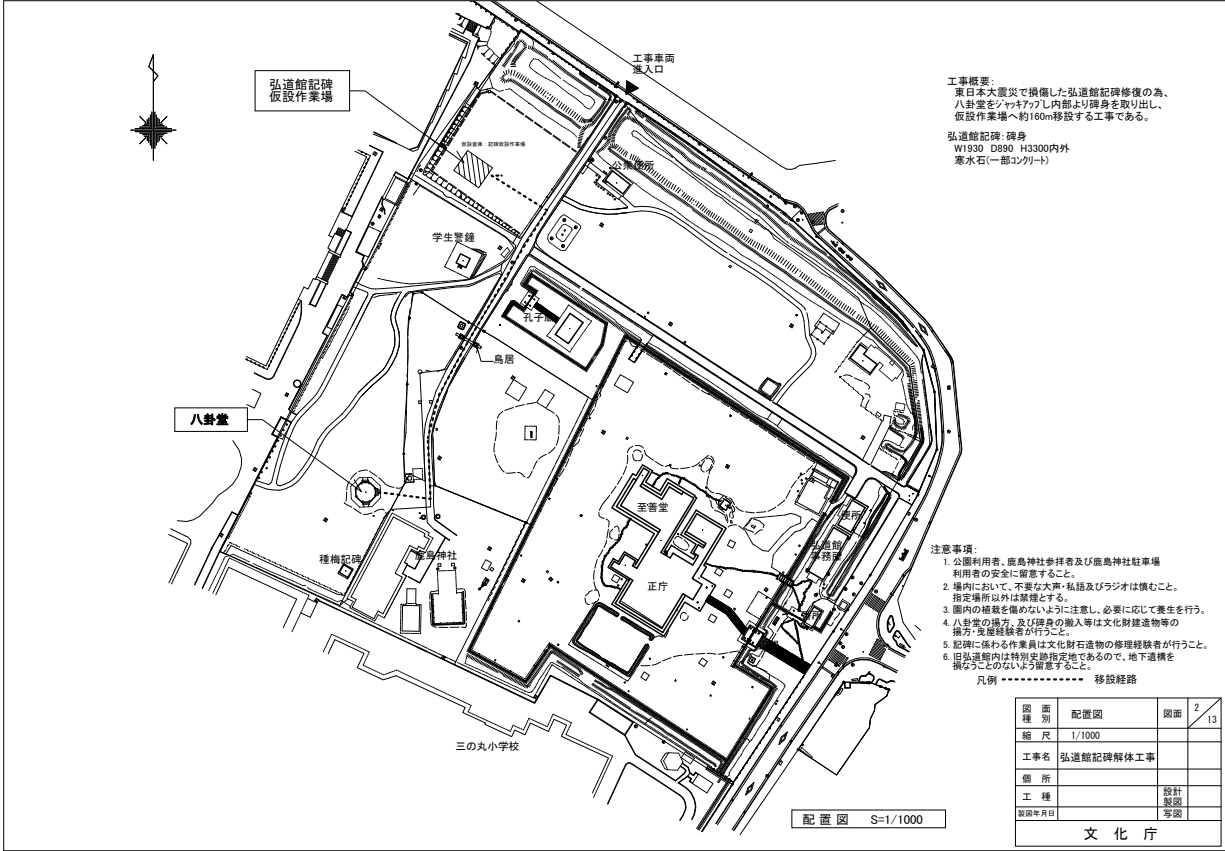 工事車両
進入口
弘道館記碑
仮設作業場
仮設倉庫：記碑仮設作業場
公衆便所
学生警鐘
孔子廟
鳥居
八卦堂
種梅記碑
鹿島神社
至善堂
正庁
便所
弘道館
事務所
便所
三の丸小学校
工事概要:
東日本大震災で損傷した弘道館記碑修復の為、
八卦堂をジャッキアップし内部より碑身を取り出し、
仮設作業場へ約160m移設する工事である。
弘道館記碑：碑身
W1930 D890 H3300内外
寒水石(一部コンクリート)
注意事項：
1. 公園利用者、鹿島神社参拝者及び鹿島神社駐車場
利用者の安全に留意すること。
2. 場内において、不要な大声・私語及びラジオは慎むこと。
指定場所以外は禁煙とする。
3. 園内の植栽を傷めないように注意し、必要に応じて養生を行う。
4. 八卦堂の揚方、及び碑身の搬入等は文化財建造物等の
揚方・曳屋経験者が行うこと。
5. 記碑に係わる作業員は文化財石造物の修理経験者が行うこと。
6. 旧弘道館内は特別史跡指定地であるので、地下遺構を
損なうことのないよう留意すること。
凡例 移設経路
配置図 S=1/1000
図面種別 配置図 図面 2/13
縮尺 1/1000
工事名 弘道館記碑解体工事
個所
工種 設計製図
製図年月日 写図
文化庁